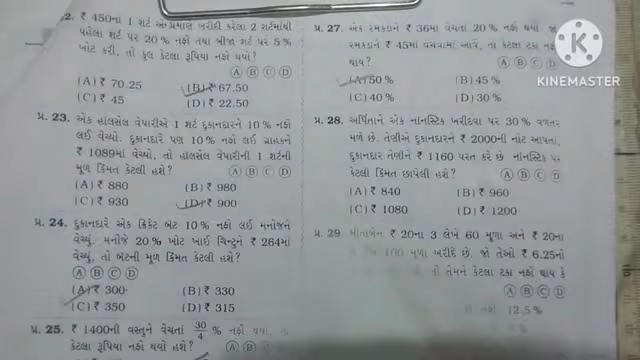 2. ₹ 450ના 1 શર્ટ પ્રમાણે ખરીદી કરેલા 2 શર્ટમાંથી
પહેલા શર્ટ પર 20 % નફો તથા બીજા શર્ટ પર 5 %
ખોટ કરી, તો કુલ કેટલા રૂપિયા નફો થયો?
Ⓐ Ⓑ Ⓒ Ⓓ
(A) ₹ 70.25 (B) ₹ 67.50
(C) ₹ 45 (D) ₹ 22.50
પ્ર. 23. એક હોલસેલ વેપારીએ 1 શર્ટ દુકાનદારને 10 % નફો
લઈ વેચ્યો. દુકાનદારે પણ 10 % નફો લઈ ગ્રાહકને
₹ 1089માં વેચ્યો, તો હોલસેલ વેપારીની 1 શર્ટની
મૂળ કિંમત કેટલી હશે? Ⓐ Ⓑ Ⓒ Ⓓ
(A) ₹ 880 (B) ₹ 980
(C) ₹ 930 (D) ₹ 900
પ્ર. 24. દુકાનદારે એક ક્રિકેટ બૅટ 10 % નફો લઈ મનોજને
વેચ્યું. મનોજે 20 % ખોટ ખાઈ ચિન્ટુને ₹ 264માં
વેચ્યું, તો બૅટની મૂળ કિંમત કેટલી હશે?
Ⓐ Ⓑ Ⓒ Ⓓ
(A) ₹ 300 (B) ₹ 330
(C) ₹ 350 (D) ₹ 315
પ્ર. 25. ₹ 1400ની વસ્તુને વેચતાં 30/4 % નફો થયો, તો
કેટલા રૂપિયા નફો થયો હશે? Ⓐ Ⓑ Ⓒ
પ્ર. 27. એક રમકડાને ₹ 36માં વેચતાં 20 % નફો થયો. જો
રમકડાને ₹ 45માં વેચવામાં આવે, તો કેટલા ટકા નફો
થાય? Ⓐ Ⓑ Ⓒ Ⓓ
(A) 50 % (B) 45 %
(C) 40 % (D) 30 %
પ્ર. 28. અર્પિતાને એક નૉનસ્ટિક ખરીદવા પર 30 % વળતર
મળે છે. તેણીએ દુકાનદારને ₹ 2000ની નોટ આપતાં,
દુકાનદાર તેણીને ₹ 1160 પરત કરે છે નૉનસ્ટિક પર
કેટલી કિંમત છાપેલી હશે? Ⓐ Ⓑ Ⓒ Ⓓ
(A) ₹ 840 (B) ₹ 960
(C) ₹ 1080 (D) ₹ 1200
પ્ર. 29. ₹ 20ના 3 લેખે 60 મૂળા અને ₹ 20ના
100 મૂળા ખરીદે છે. જો તેઓ ₹ 6.25નો
તો તેમને કેટલા ટકા નફો થાય કે
Ⓐ Ⓑ Ⓒ Ⓓ
12.5 %
KINEMASTER